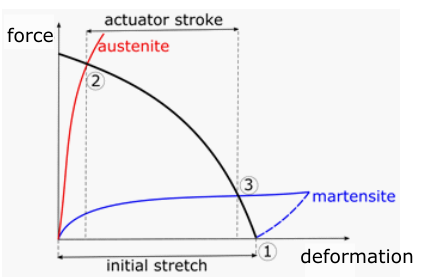 actuator stroke
force
austenite
2
3
martensite
1
deformation
initial stretch